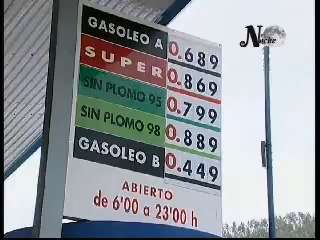 GASOLEO A 0.689
SUPER 0.869
SIN PLOMO 95 0.799
SIN PLOMO 98 0.889
GASOLEO B 0.449
ABIERTO
de 6'00 a 23'00 h